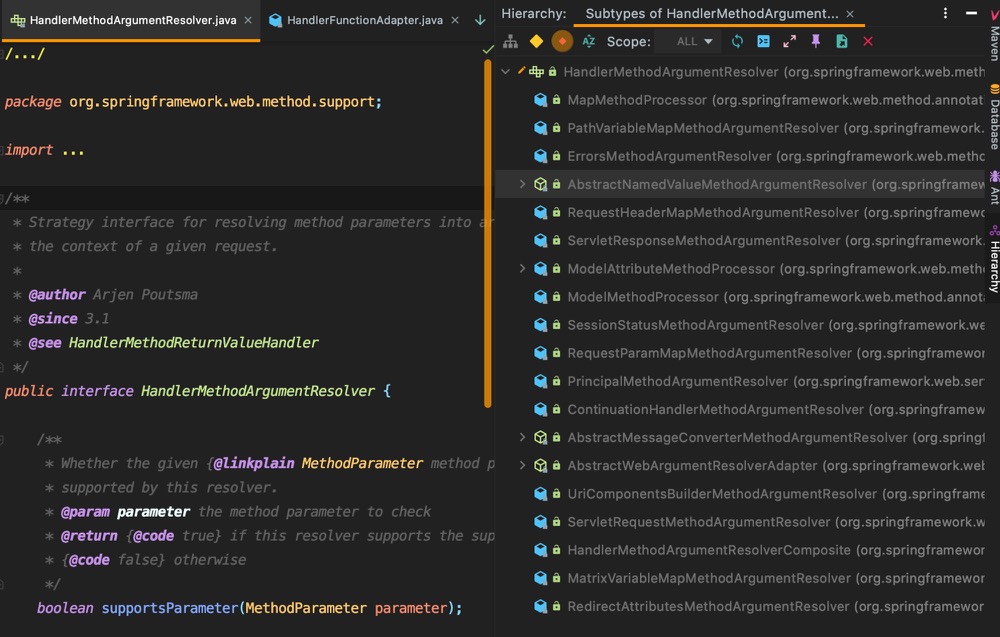 HandlerMethodArgumentResolver.java × HandlerFunctionAdapter.java ×
/.../
package org.springframework.web.method.support;
import ...
/**
* Strategy interface for resolving method parameters into
* the context of a given request.
*
* @author Arjen Poutsma
* @since 3.1
* @see HandlerMethodReturnValueHandler
*/
public interface HandlerMethodArgumentResolver {
/**
* Whether the given {@linkplain MethodParameter method p
* supported by this resolver.
* @param parameter the method parameter to check
* @return {@code true} if this resolver supports the sup
* {@code false} otherwise
*/
boolean supportsParameter(MethodParameter parameter);
Hierarchy: Subtypes of HandlerMethodArgument... ×
Scope: ALL
HandlerMethodArgumentResolver (org.springframework.web.meth
MapMethodProcessor (org.springframework.web.method.annotat
PathVariableMapMethodArgumentResolver (org.springframework.
ErrorsMethodArgumentResolver (org.springframework.web.metho
AbstractNamedValueMethodArgumentResolver (org.springframew
RequestHeaderMapMethodArgumentResolver (org.springframewo
ServletResponseMethodArgumentResolver (org.springframework.
ModelAttributeMethodProcessor (org.springframework.web.meth
ModelMethodProcessor (org.springframework.web.method.annota
SessionStatusMethodArgumentResolver (org.springframework.we
RequestParamMapMethodArgumentResolver (org.springframewor
PrincipalMethodArgumentResolver (org.springframework.web.ser
ContinuationHandlerMethodArgumentResolver (org.springframew
AbstractMessageConverterMethodArgumentResolver (org.springf
AbstractWebArgumentResolverAdapter (org.springframework.web
UriComponentsBuilderMethodArgumentResolver (org.springframe
ServletRequestMethodArgumentResolver (org.springframework.w
HandlerMethodArgumentResolverComposite (org.springframewor
MatrixVariableMapMethodArgumentResolver (org.springframewor
RedirectAttributesMethodArgumentResolver (org.springframewor
Maven
Database
Ant
Hierarchy